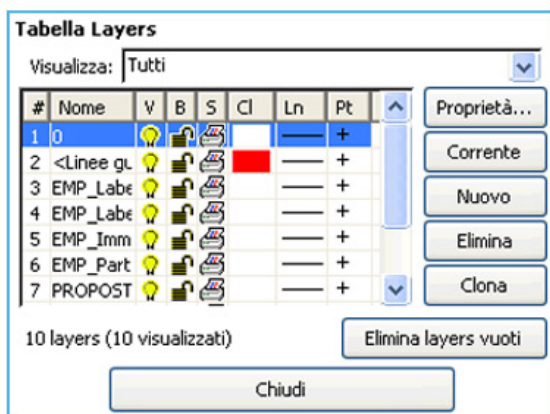 Tabella Layers
Visualizza: Tutti
# Nome V B S Cl Ln Pt
1 0
2 <Linee gu
3 EMP_Labe
4 EMP_Labe
5 EMP_Imm
6 EMP_Part
7 PROPOST
Proprietà...
Corrente
Nuovo
Elimina
Clona
10 layers (10 visualizzati)
Elimina layers vuoti
Chiudi